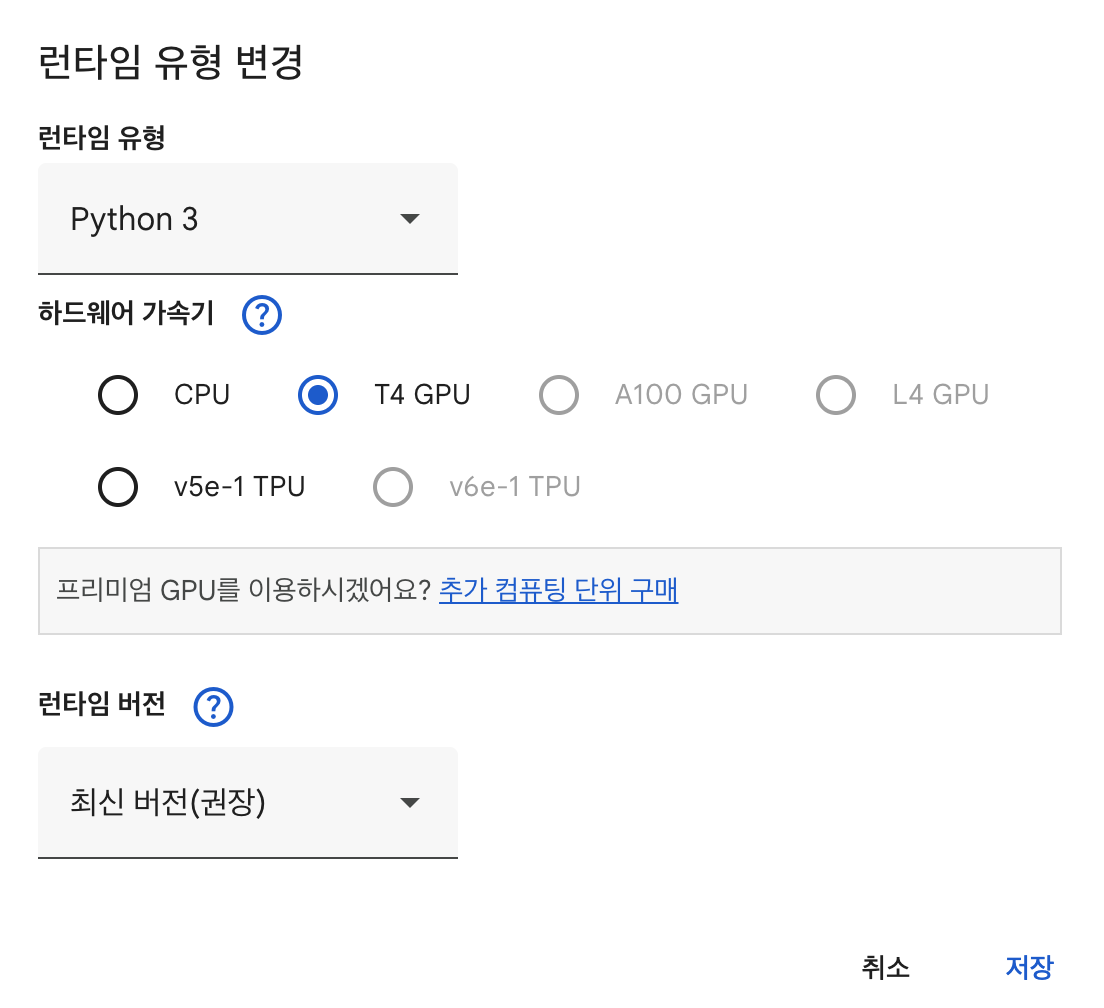 런타임 유형 변경
런타임 유형
Python 3
하드웨어 가속기 ?
CPU T4 GPU A100 GPU L4 GPU
v5e-1 TPU v6e-1 TPU
프리미엄 GPU를 이용하시겠어요? 추가 컴퓨팅 단위 구매
런타임 버전 ?
최신 버전(권장)
취소 저장